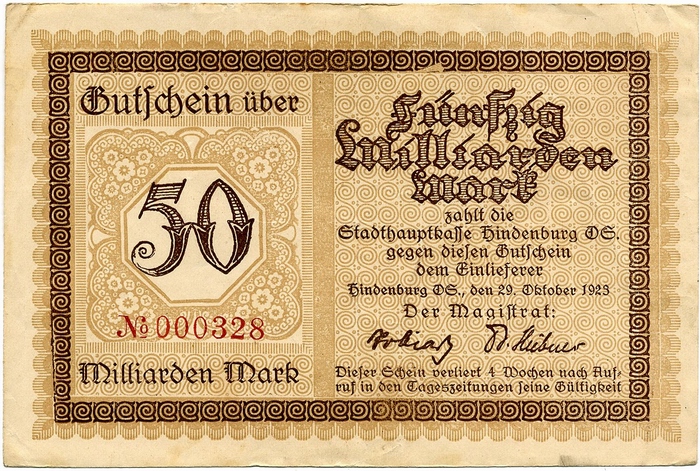 Gutschein über
50
№ 000328
Milliarden Mark
Fünfzig
Milliarden
Mark
zahlt die
Stadthauptkasse Hindenburg OS.
gegen diesen Gutschein
dem Einlieferer
Hindenburg OS., den 29. Oktober 1923
Der Magistrat:
Dieser Schein verliert 4 Wochen nach Auf-
ruf in den Tageszeitungen seine Gültigkeit